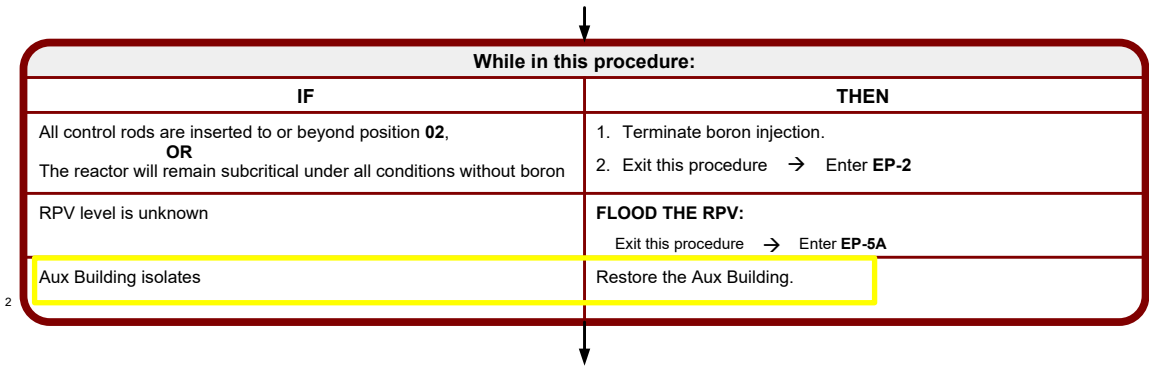 While in this procedure:
IF THEN
All control rods are inserted to or beyond position 02,
OR
The reactor will remain subcritical under all conditions without boron
1. Terminate boron injection.
2. Exit this procedure → Enter EP-2
RPV level is unknown
FLOOD THE RPV:
Exit this procedure → Enter EP-5A
Aux Building isolates
Restore the Aux Building.
2